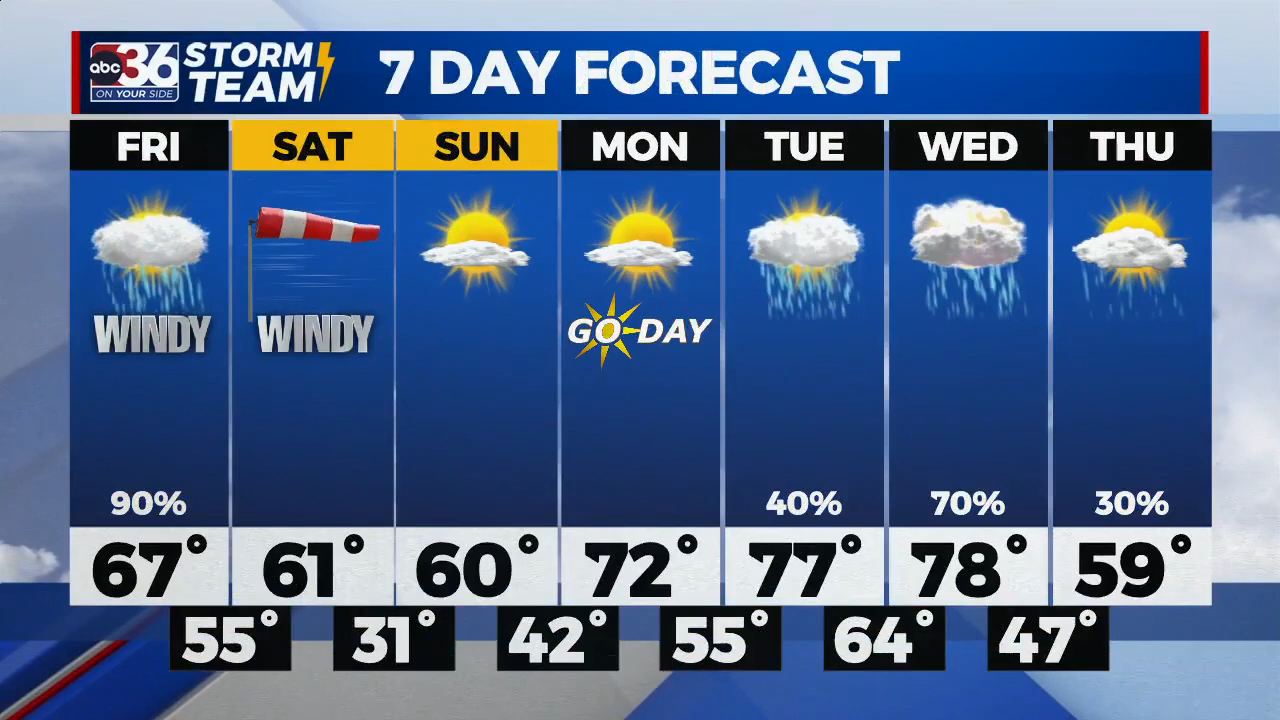 abc 36
ON YOUR SIDE
STORM
TEAM
7 DAY FORECAST
FRI SAT SUN MON TUE WED THU
WINDY WINDY GO-DAY
90% 40% 70% 30%
67° 61° 60° 72° 77° 78° 59°
55° 31° 42° 55° 64° 47°